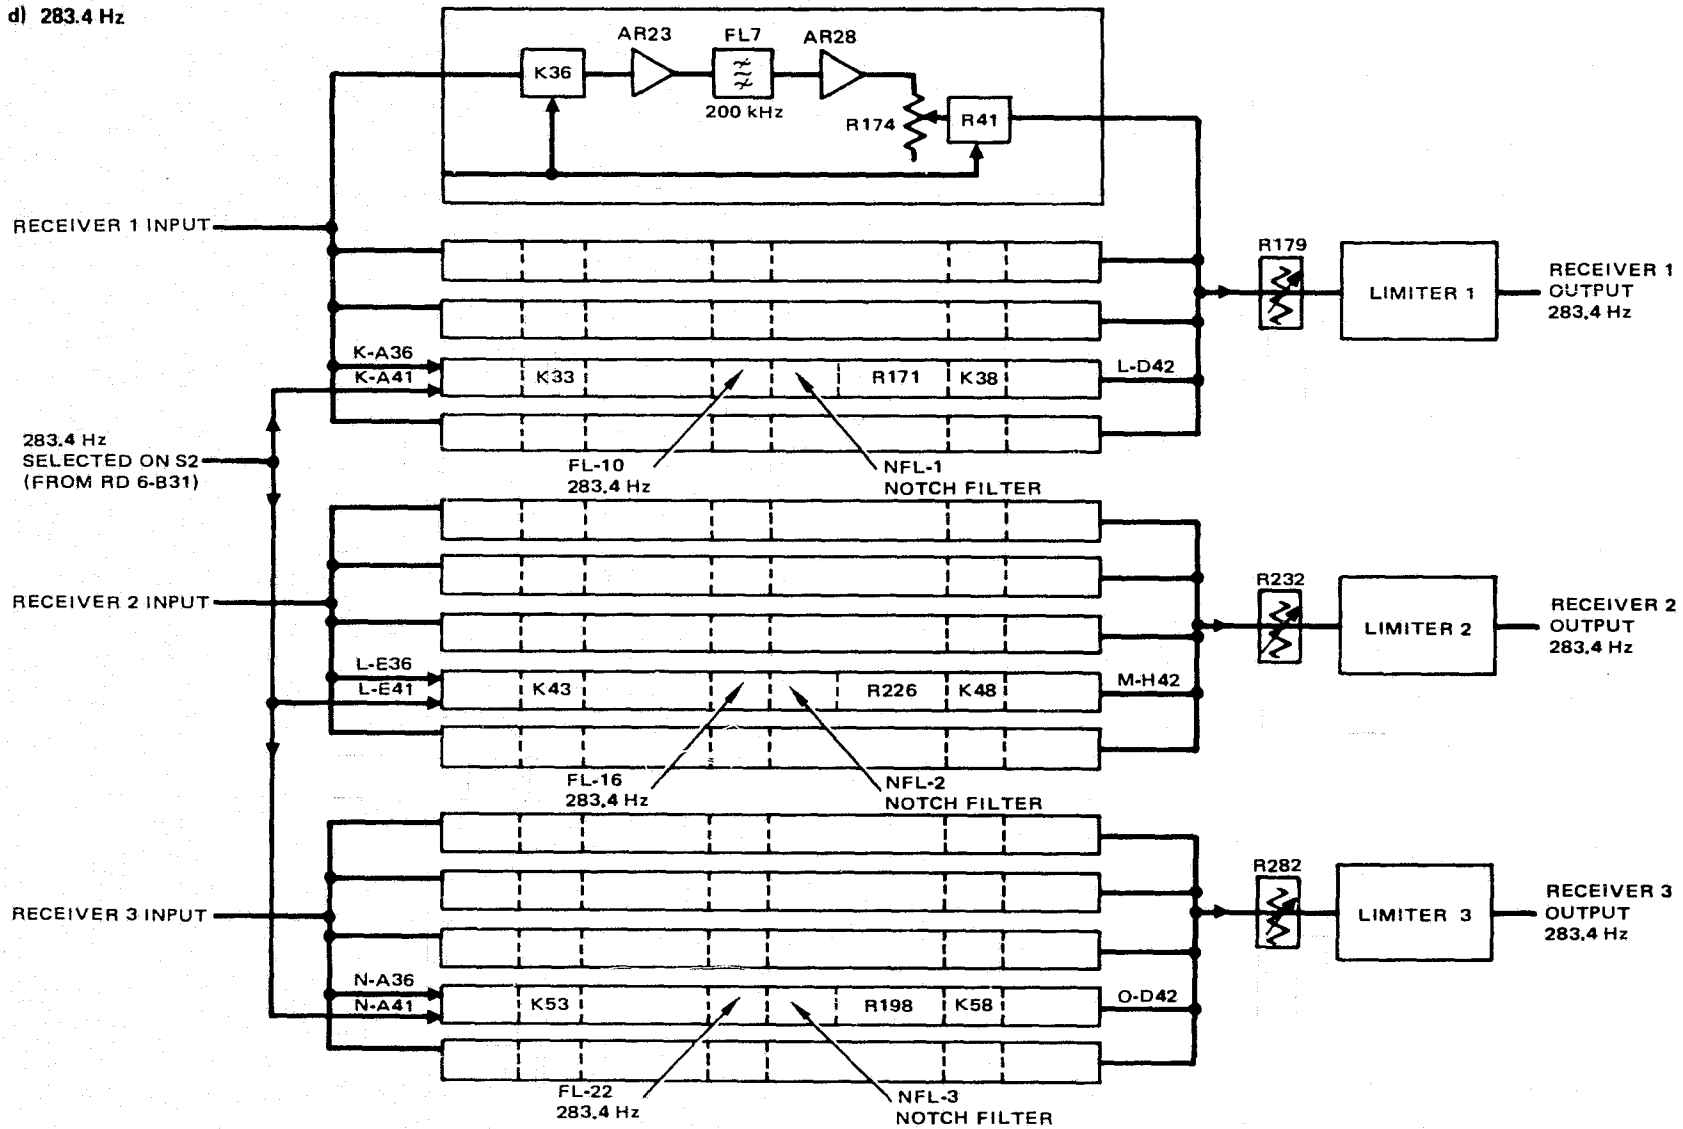 d) 283.4 Hz
AR23
FL7
AR28
K36
200 kHz
R174
R41
RECEIVER 1 INPUT
R179
LIMITER 1
RECEIVER 1
OUTPUT
283.4 Hz
K-A36
K-A41
K33
R171
K38
L-D42
283.4 Hz
SELECTED ON S2
(FROM RD 6-B31)
FL-10
283.4 Hz
NFL-1
NOTCH FILTER
RECEIVER 2 INPUT
R232
LIMITER 2
RECEIVER 2
OUTPUT
283.4 Hz
L-E36
L-E41
K43
R226
K48
M-H42
FL-16
283.4 Hz
NFL-2
NOTCH FILTER
RECEIVER 3 INPUT
R282
LIMITER 3
RECEIVER 3
OUTPUT
283.4 Hz
N-A36
N-A41
K53
R198
K58
O-D42
FL-22
283.4 Hz
NFL-3
NOTCH FILTER